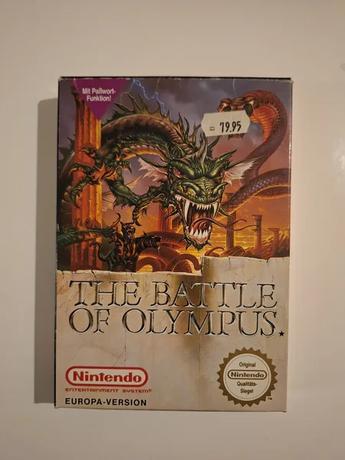 Mit Paßwort-
Funktion!
79.95
THE BATTLE
OF OLYMPUS.
Nintendo
ENTERTAINMENT SYSTEM
EUROPA-VERSION
Original
Nintendo
Qualitäts-
Siegel